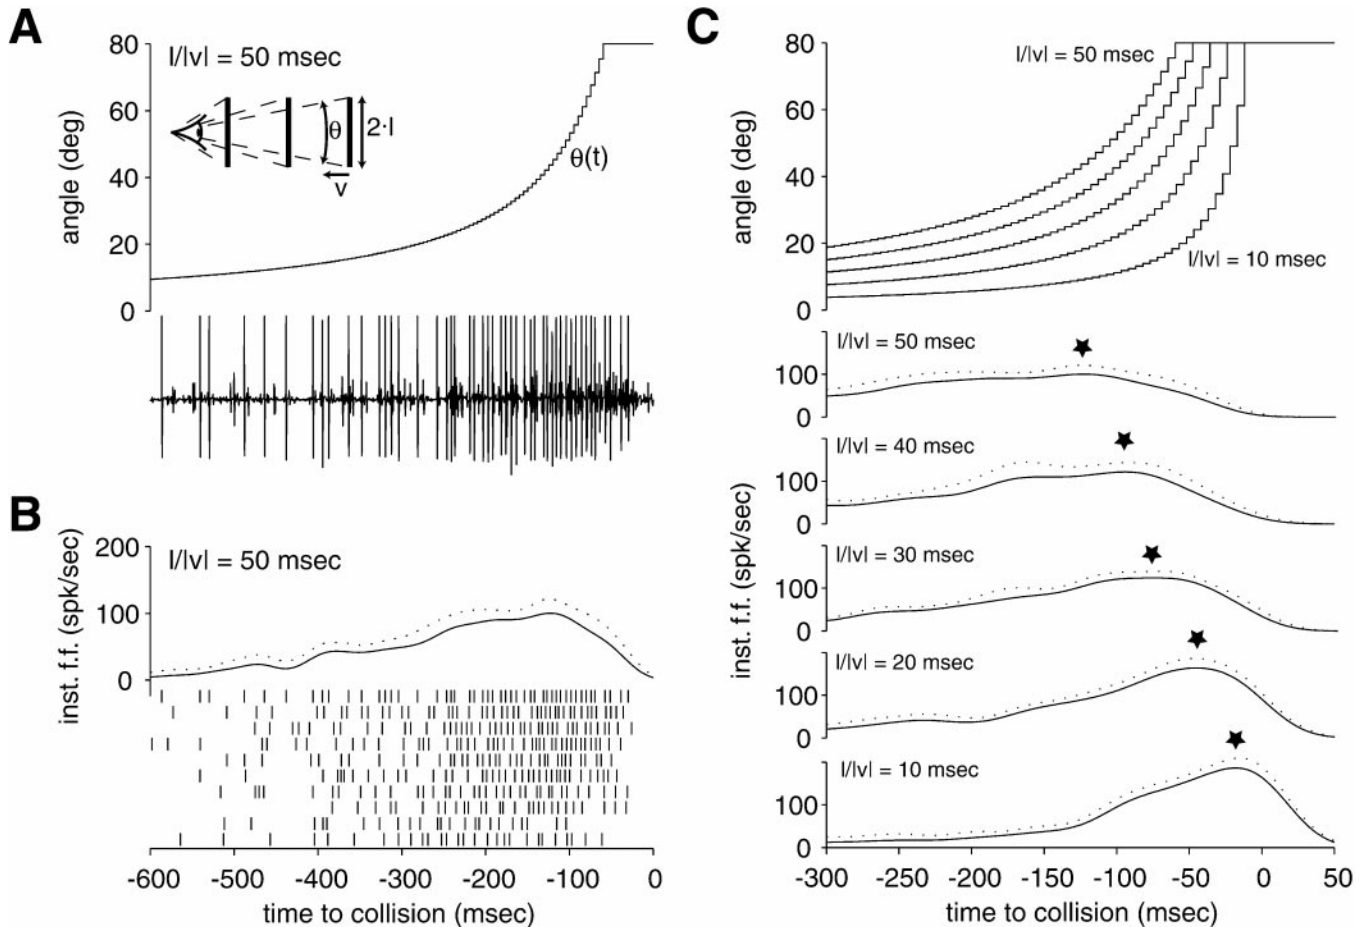 A
l/|v| = 50 msec
angle (deg)
80
60
40
20
0
θ
2·l
v
θ(t)
B
inst. f.f. (spk/sec)
l/|v| = 50 msec
200
100
0
-600
-500
-400
-300
-200
-100
0
time to collision (msec)
C
angle (deg)
80
60
40
20
0
l/|v| = 50 msec
l/|v| = 10 msec
inst. f.f. (spk/sec)
l/|v| = 50 msec
100
0
l/|v| = 40 msec
100
0
l/|v| = 30 msec
100
0
l/|v| = 20 msec
100
0
l/|v| = 10 msec
100
0
-300
-250
-200
-150
-100
-50
0
50
time to collision (msec)